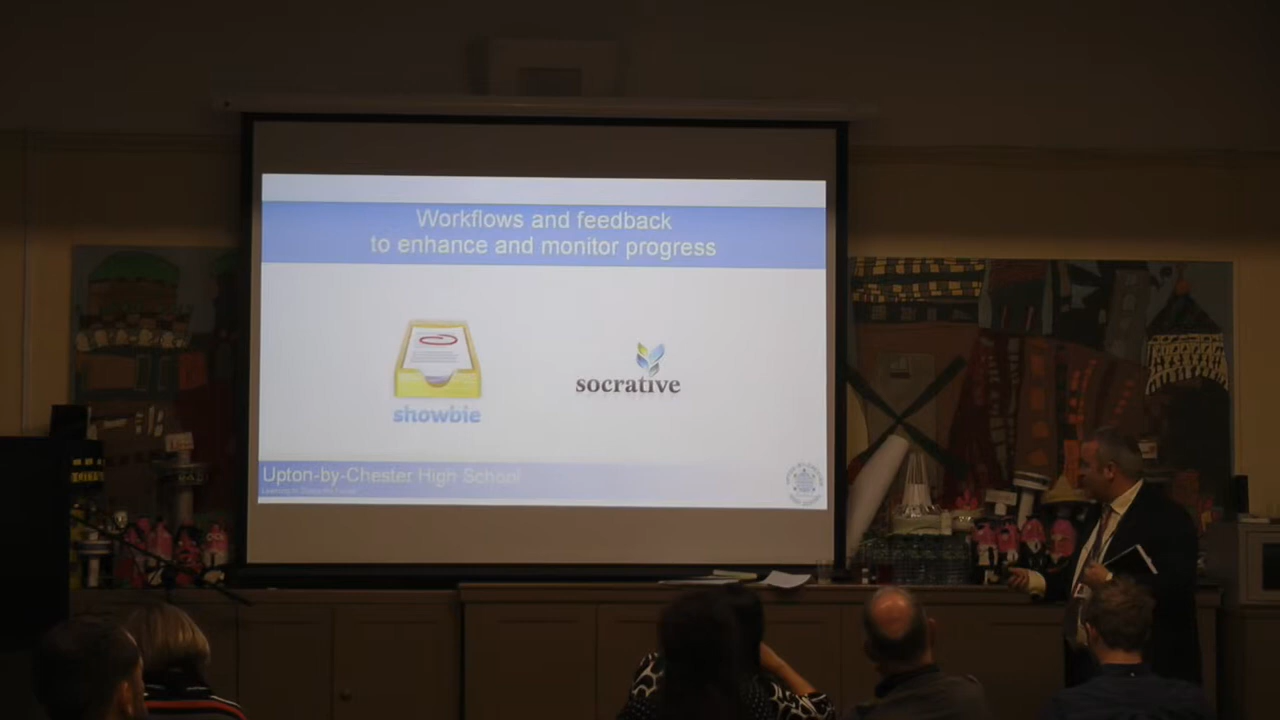 Workflows and feedback
to enhance and monitor progress
showbie
socrative
Upton-by-Chester High School